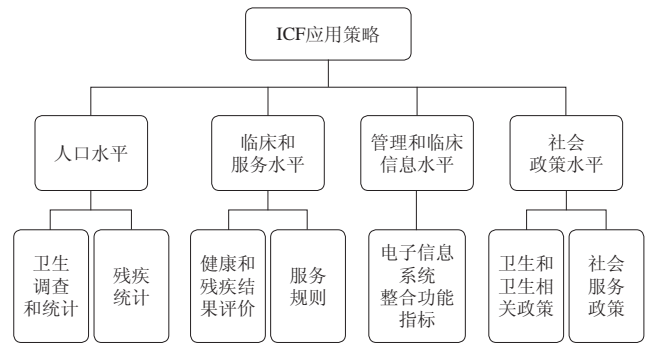 ICF应用策略
人口水平
临床和
服务水平
管理和临床
信息水平
社会
政策水平
卫生
调查
和统计
残疾
统计
健康和
残疾结
果评价
服务
规则
电子信息
系统
整合功能
指标
卫生和
卫生相
关政策
社会
服务
政策